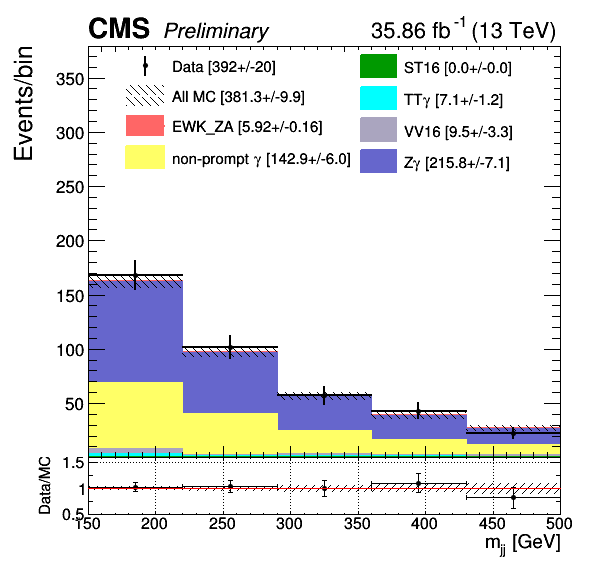 CMS Preliminary 35.86 fb⁻¹ (13 TeV)
Events/bin
350
300
250
200
150
100
50
Data [392+/-20]
All MC [381.3+/-9.9]
EWK_ZA [5.92+/-0.16]
non-prompt γ [142.9+/-6.0]
ST16 [0.0+/-0.0]
TTγ [7.1+/-1.2]
VV16 [9.5+/-3.3]
Zγ [215.8+/-7.1]
Data/MC
1.5
1
0.5
150 200 250 300 350 400 450 500
m_jj [GeV]